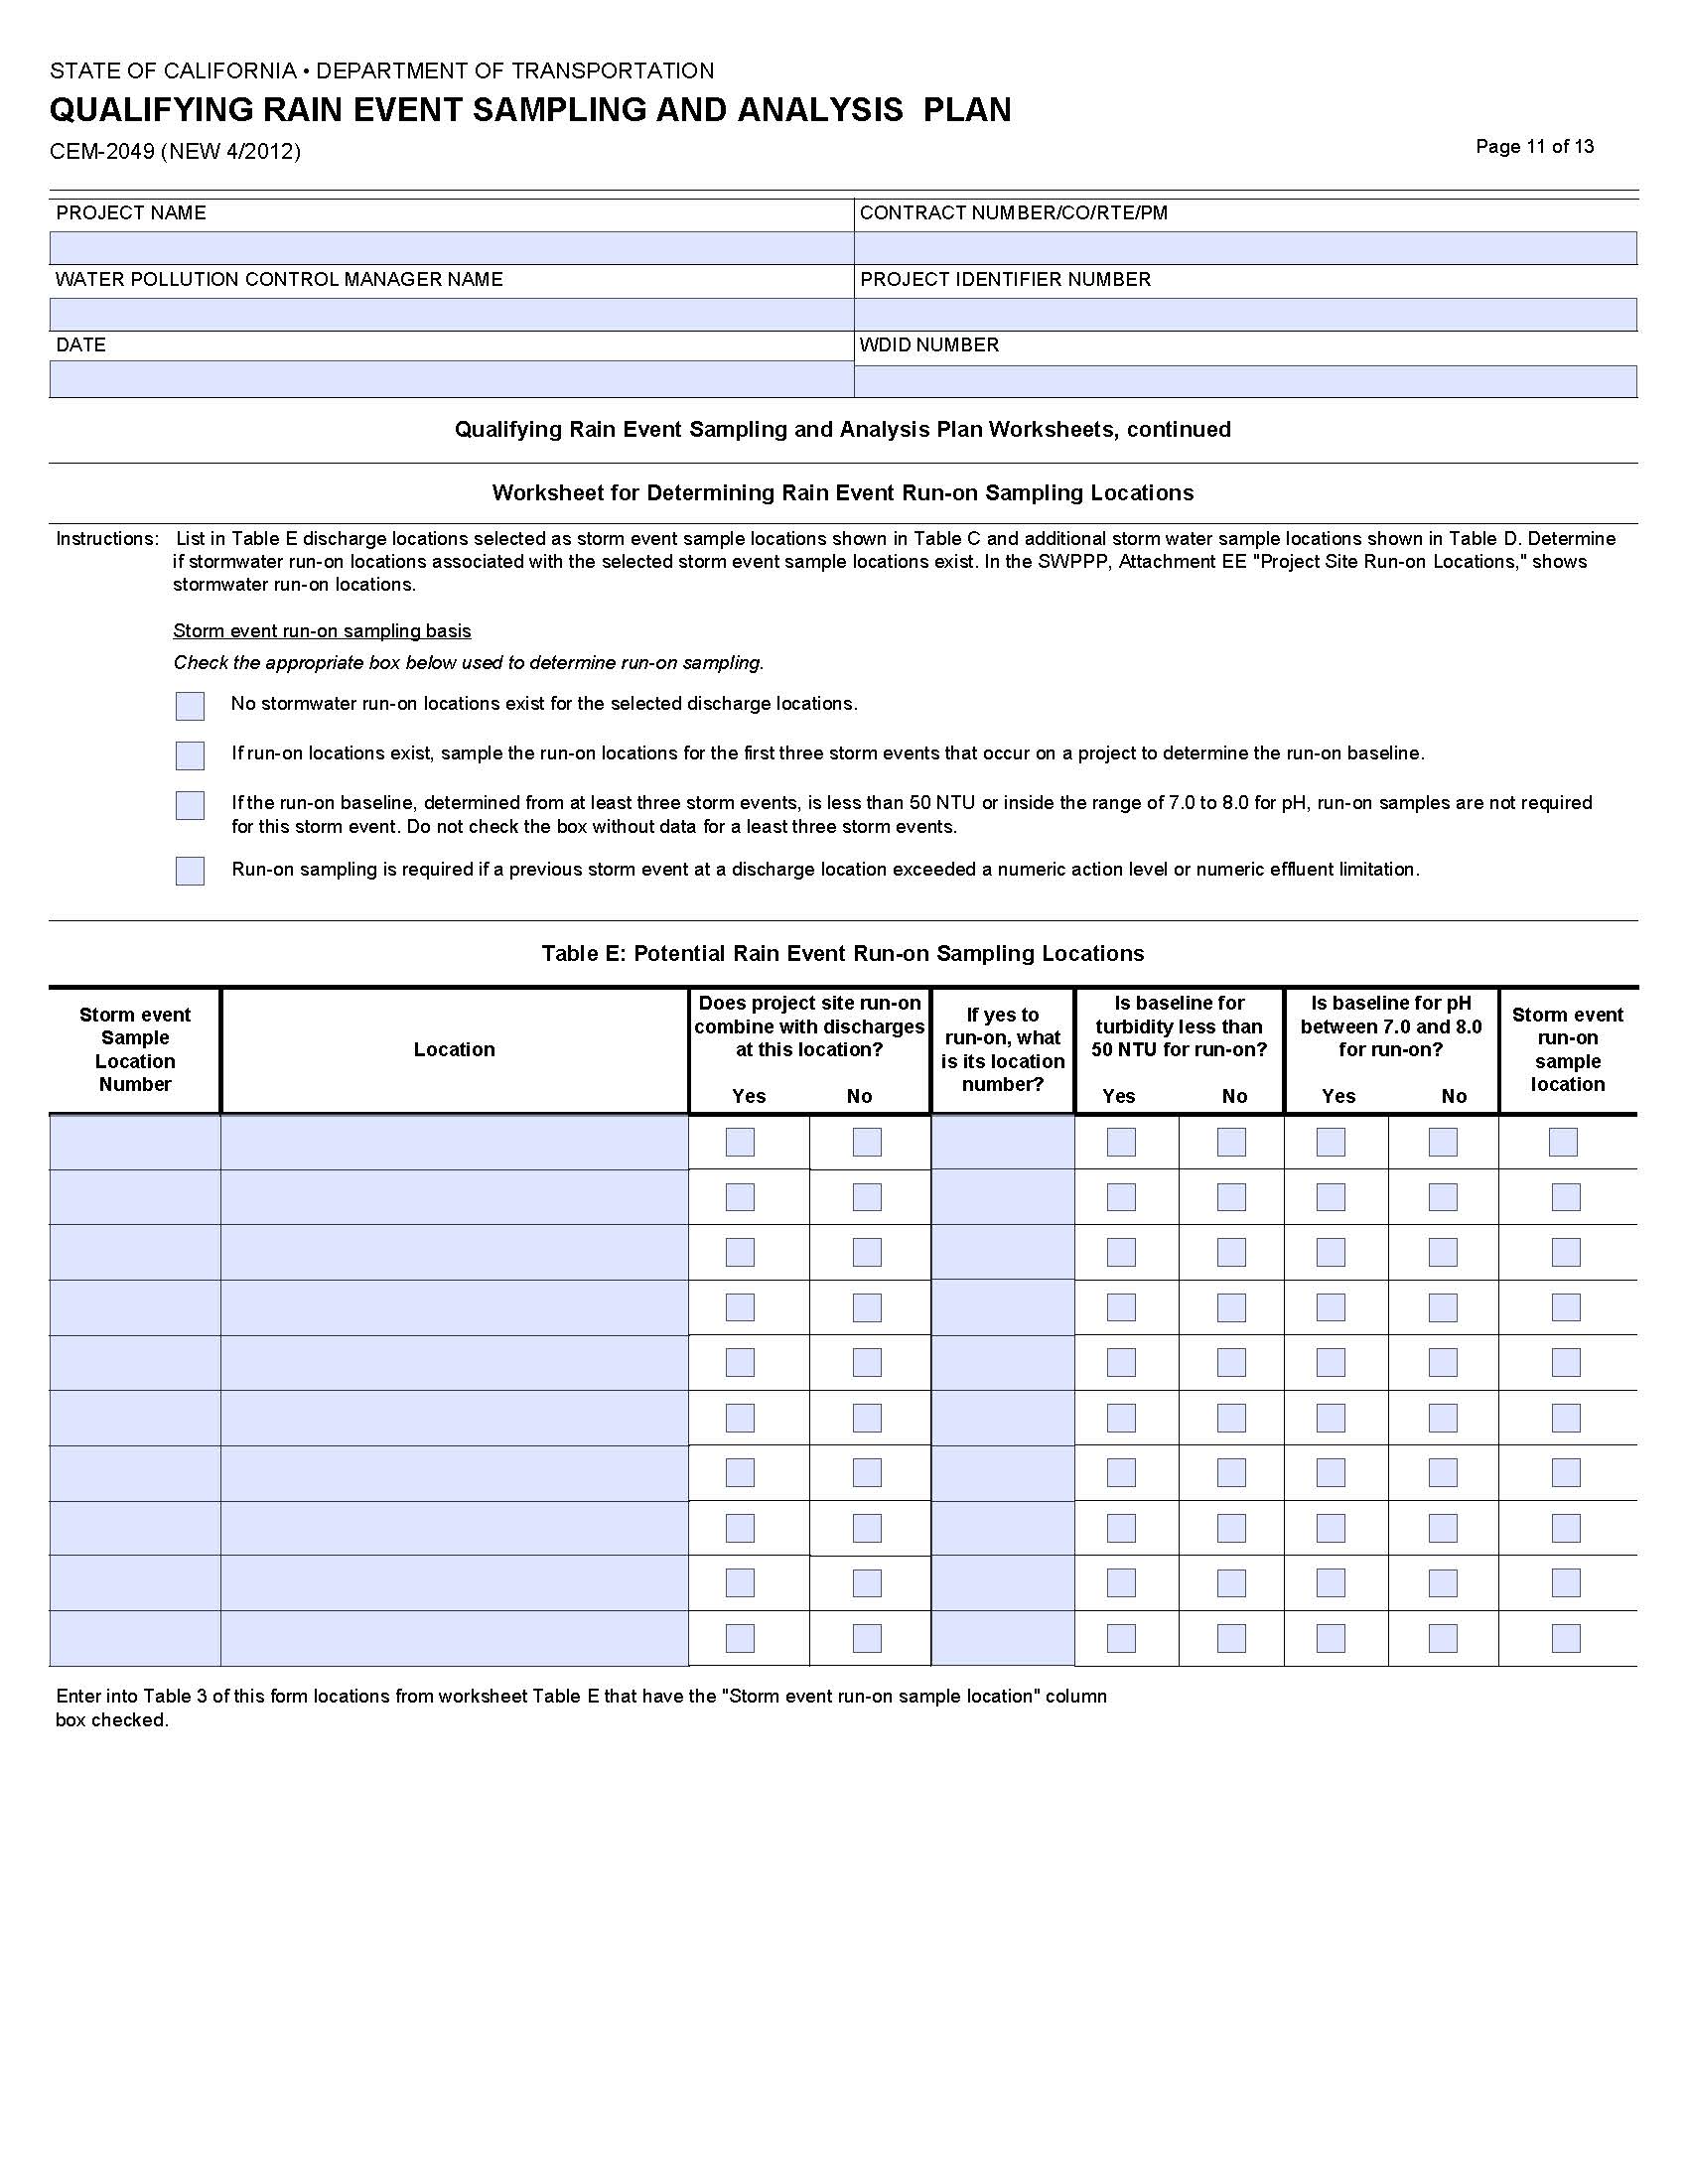 STATE OF CALIFORNIA • DEPARTMENT OF TRANSPORTATION
QUALIFYING RAIN EVENT SAMPLING AND ANALYSIS PLAN
CEM-2049 (NEW 4/2012)
Page 11 of 13
PROJECT NAME
CONTRACT NUMBER/CO/RTE/PM
WATER POLLUTION CONTROL MANAGER NAME
PROJECT IDENTIFIER NUMBER
DATE
WDID NUMBER
Qualifying Rain Event Sampling and Analysis Plan Worksheets, continued
Worksheet for Determining Rain Event Run-on Sampling Locations
Instructions: List in Table E discharge locations selected as storm event sample locations shown in Table C and additional storm water sample locations shown in Table D. Determine
if stormwater run-on locations associated with the selected storm event sample locations exist. In the SWPPP, Attachment EE "Project Site Run-on Locations," shows
stormwater run-on locations.
Storm event run-on sampling basis
Check the appropriate box below used to determine run-on sampling.
No stormwater run-on locations exist for the selected discharge locations.
If run-on locations exist, sample the run-on locations for the first three storm events that occur on a project to determine the run-on baseline.
If the run-on baseline, determined from at least three storm events, is less than 50 NTU or inside the range of 7.0 to 8.0 for pH, run-on samples are not required
for this storm event. Do not check the box without data for a least three storm events.
Run-on sampling is required if a previous storm event at a discharge location exceeded a numeric action level or numeric effluent limitation.
Table E: Potential Rain Event Run-on Sampling Locations
Storm event
Sample
Location
Number
Location
Does project site run-on
combine with discharges
at this location?
Yes No
If yes to
run-on, what
is its location
number?
Is baseline for
turbidity less than
50 NTU for run-on?
Yes No
Is baseline for pH
between 7.0 and 8.0
for run-on?
Yes No
Storm event
run-on
sample
location
Enter into Table 3 of this form locations from worksheet Table E that have the "Storm event run-on sample location" column
box checked.